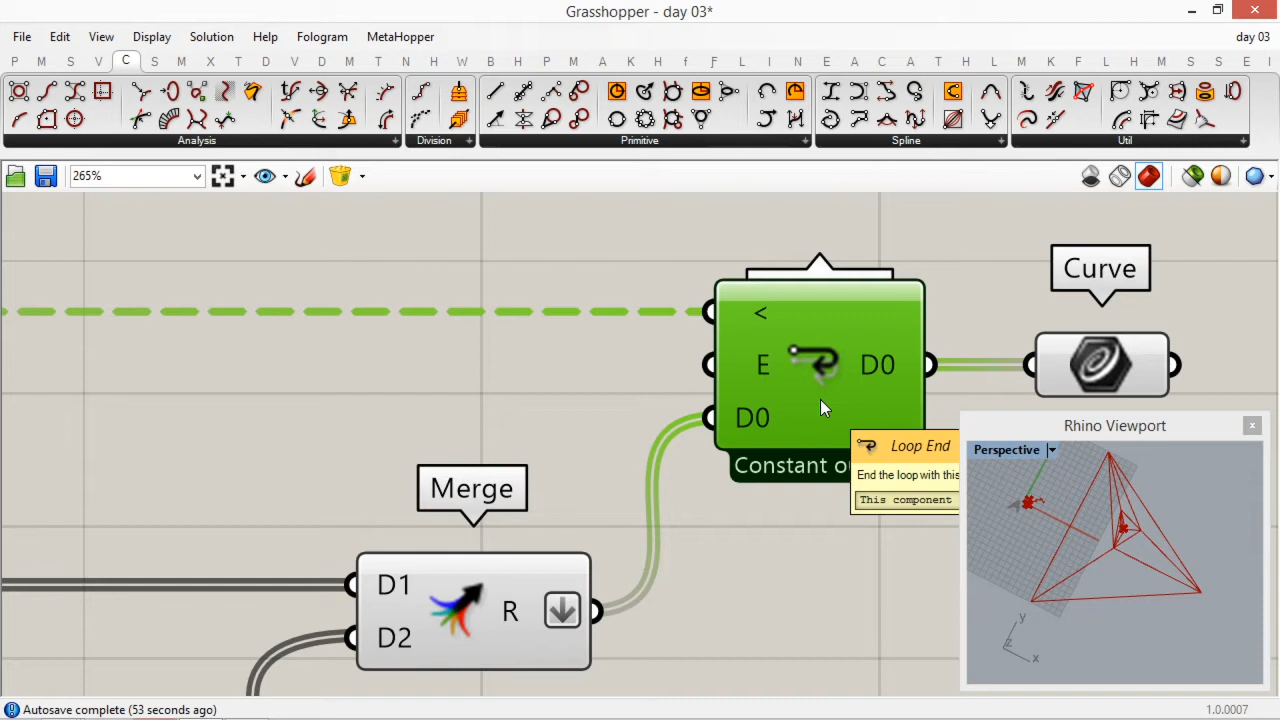 Grasshopper - day 03*
File Edit View Display Solution Help Fologram MetaHopper day 03
P M S V C S M X T D V D M T W B H P T A K f F L I N E A C A L M X K F L T M P S S E I
Analysis Division Primitive Spline Util
265%
<
E D0
D0
Constant o
Curve
Merge
D1
R
D2
Loop End
End the loop with this
This component
Rhino Viewport
Perspective
y
z
x
Autosave complete (53 seconds ago) 1.0.0007